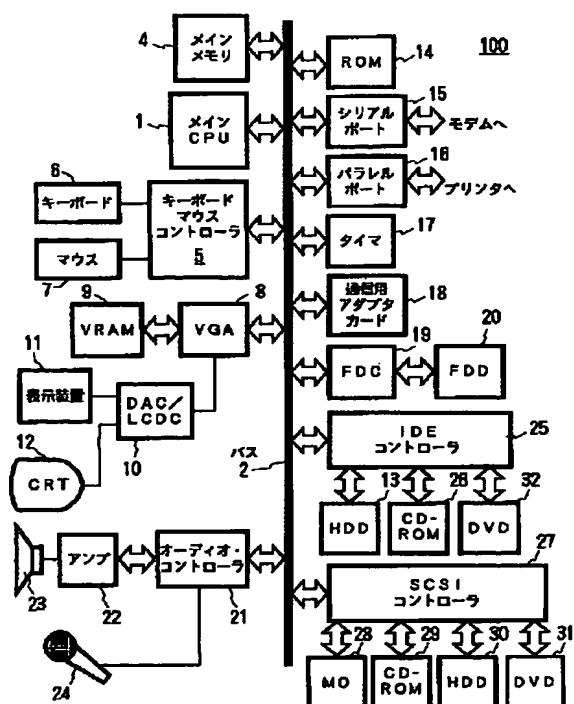 100
4
メイン
メモリ
1
メイン
CPU
6
キーボード
7
マウス
キーボード
マウス
コントローラ
5
9
VRAM
8
VGA
11
表示装置
DAC/
LCDC
10
12
CRT
バス
2
23
アンプ
22
オーディオ・
コントローラ
21
24
ROM
14
15
シリアル
ポート
モデムへ
16
パラレル
ポート
プリンタへ
タイマ
17
通信用
アダプタ
カード
18
19
FDC
20
FDD
IDE
コントローラ
25
13
HDD
26
CD-
ROM
32
DVD
27
SCSI
コントローラ
28
MO
29
CD-
ROM
30
HDD
31
DVD